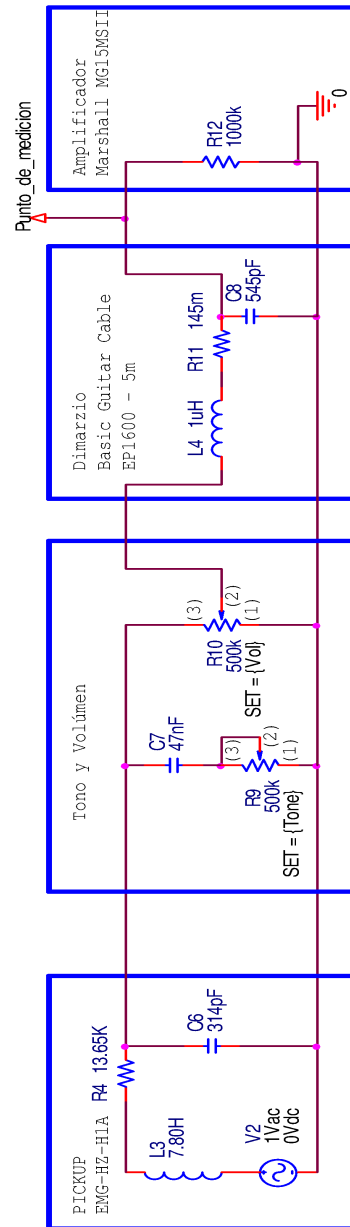 PICKUP
EMG-HZ-H1A
R4 13.65K
L3
7.80H
C6
314pF
V2
1Vac
0Vdc
Tono y Volúmen
C7
47nF
R9
500k
SET = {Tone}
(3)
(2)
(1)
R10
500k
SET = {Vol}
(3)
(2)
(1)
Dimarzio
Basic Guitar Cable
EP1600 - 5m
L4 1uH
R11 145m
C8
545pF
Punto_de_medicion
Amplificador
Marshall MG15MSII
R12
1000k
0